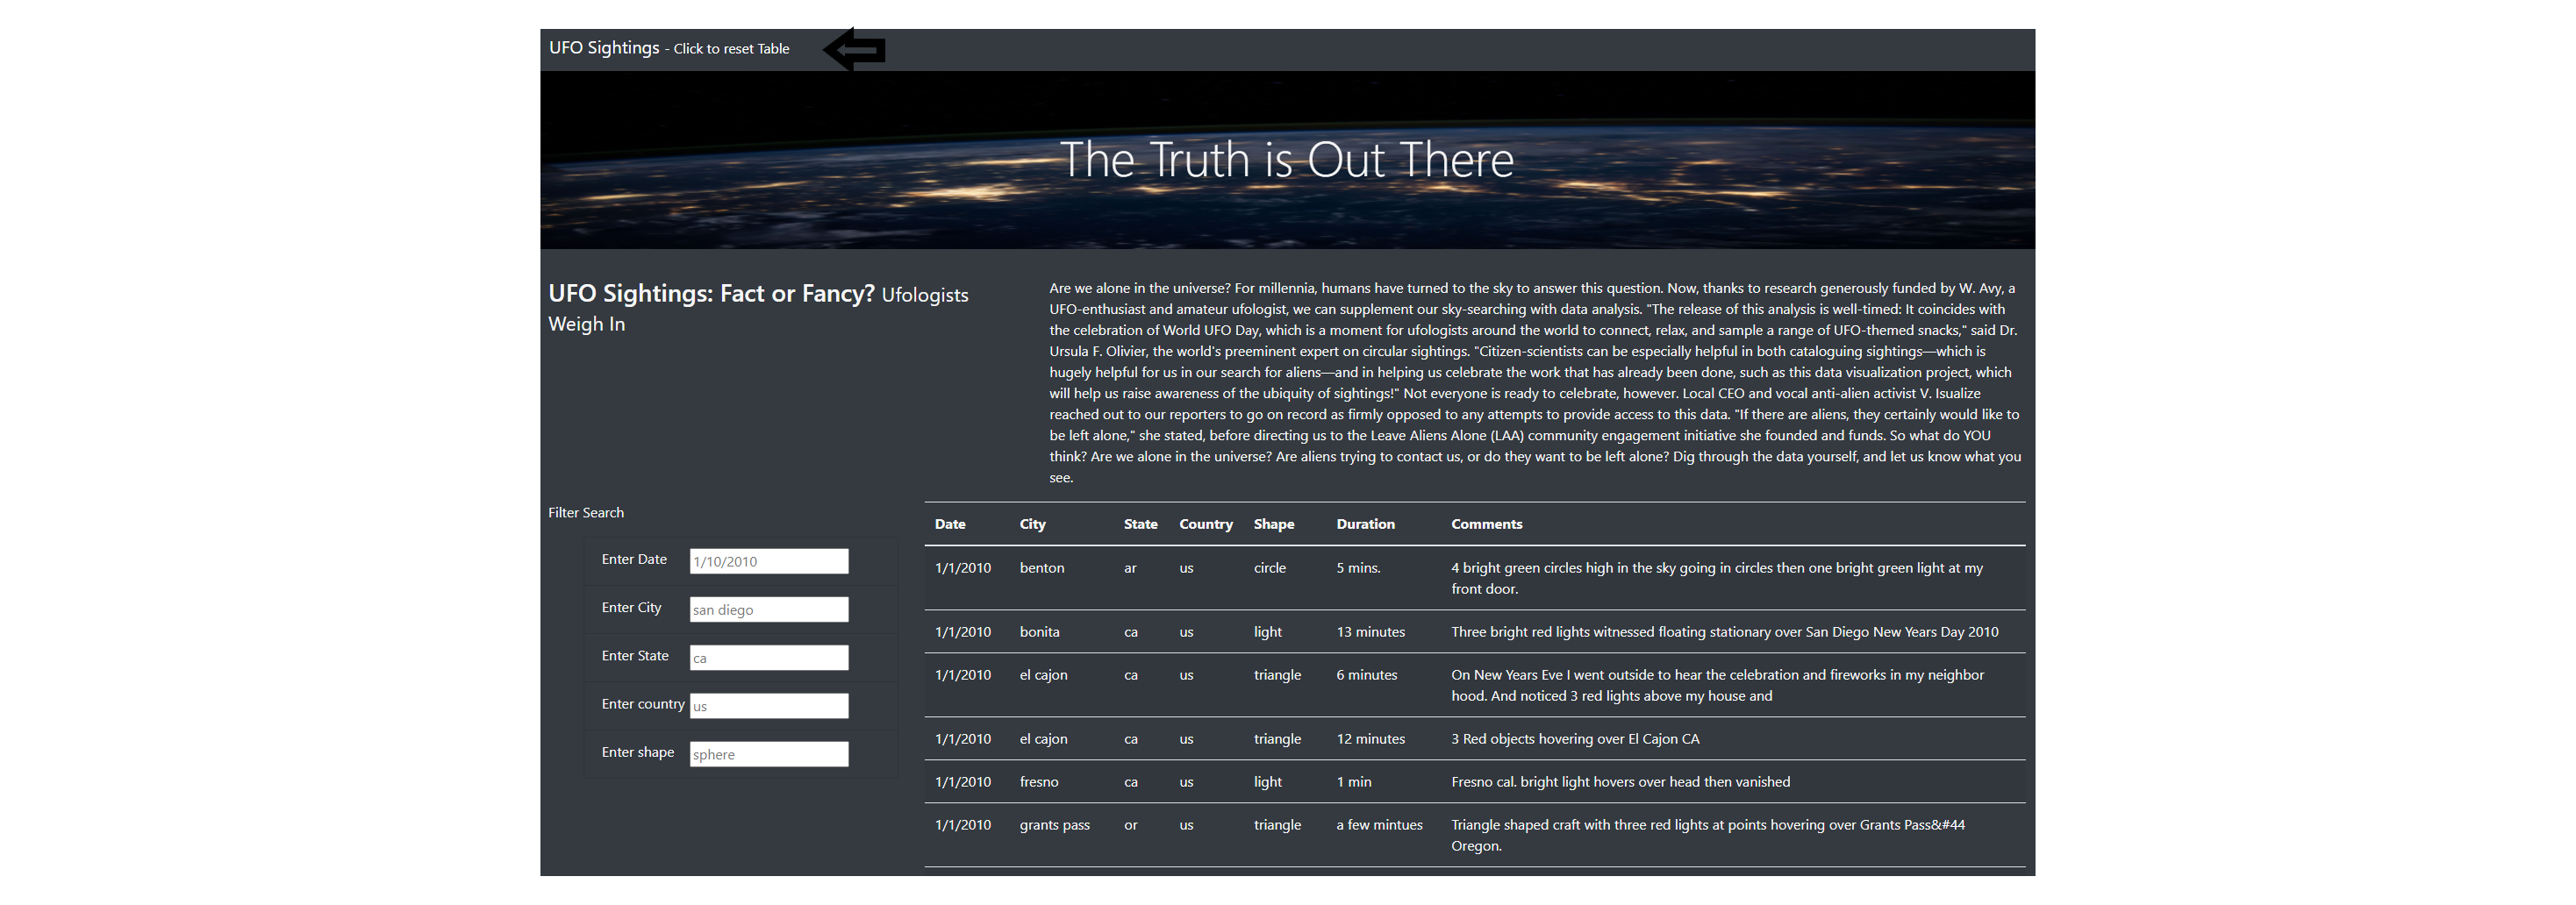 UFO Sightings - Click to reset Table
The Truth is Out There
UFO Sightings: Fact or Fancy? Ufologists
Weigh In
Are we alone in the universe? For millennia, humans have turned to the sky to answer this question. Now, thanks to research generously funded by W. Avy, a
UFO-enthusiast and amateur ufologist, we can supplement our sky-searching with data analysis. "The release of this analysis is well-timed: It coincides with
the celebration of World UFO Day, which is a moment for ufologists around the world to connect, relax, and sample a range of UFO-themed snacks," said Dr.
Ursula F. Olivier, the world's preeminent expert on circular sightings. "Citizen-scientists can be especially helpful in both cataloguing sightings—which is
hugely helpful for us in our search for aliens—and in helping us celebrate the work that has already been done, such as this data visualization project, which
will help us raise awareness of the ubiquity of sightings!" Not everyone is ready to celebrate, however. Local CEO and vocal anti-alien activist V. Isualize
reached out to our reporters to go on record as firmly opposed to any attempts to provide access to this data. "If there are aliens, they certainly would like to
be left alone," she stated, before directing us to the Leave Aliens Alone (LAA) community engagement initiative she founded and funds. So what do YOU
think? Are we alone in the universe? Are aliens trying to contact us, or do they want to be left alone? Dig through the data yourself, and let us know what you
see.
Filter Search
Enter Date 1/10/2010
Enter City san diego
Enter State ca
Enter country us
Enter shape sphere
Date City State Country Shape Duration Comments
1/1/2010 benton ar us circle 5 mins. 4 bright green circles high in the sky going in circles then one bright green light at my
front door.
1/1/2010 bonita ca us light 13 minutes Three bright red lights witnessed floating stationary over San Diego New Years Day 2010
1/1/2010 el cajon ca us triangle 6 minutes On New Years Eve I went outside to hear the celebration and fireworks in my neighbor
hood. And noticed 3 red lights above my house and
1/1/2010 el cajon ca us triangle 12 minutes 3 Red objects hovering over El Cajon CA
1/1/2010 fresno ca us light 1 min Fresno cal. bright light hovers over head then vanished
1/1/2010 grants pass or us triangle a few mintues Triangle shaped craft with three red lights at points hovering over Grants Pass&#44
Oregon.